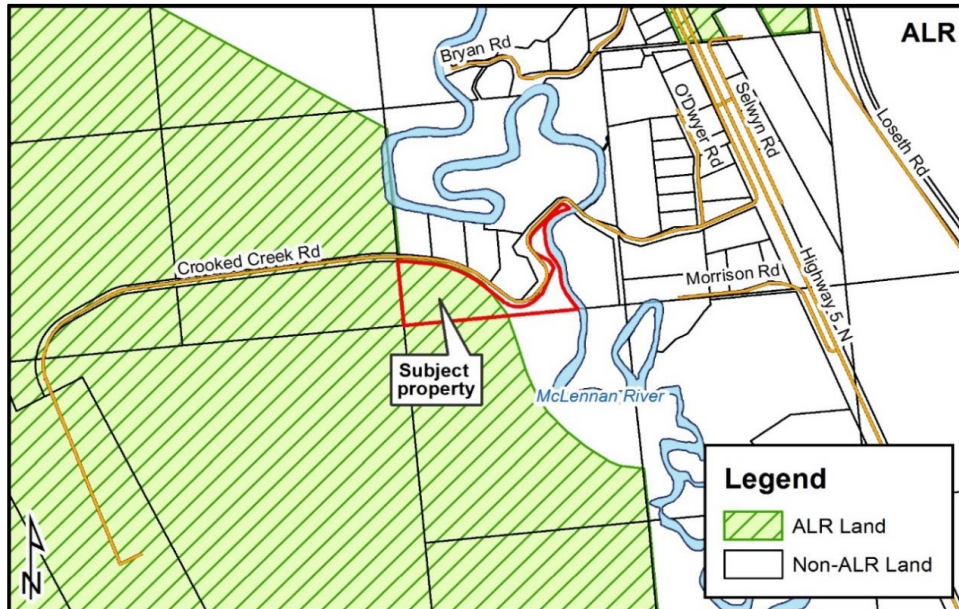 ALR
Bryan Rd
O'Dwyer Rd
Selwyn Rd
Loseth Rd
Crooked Creek Rd
Morrison Rd
Highway 5_N
Subject
property
McLennan River
Legend
ALR Land
Non-ALR Land
N